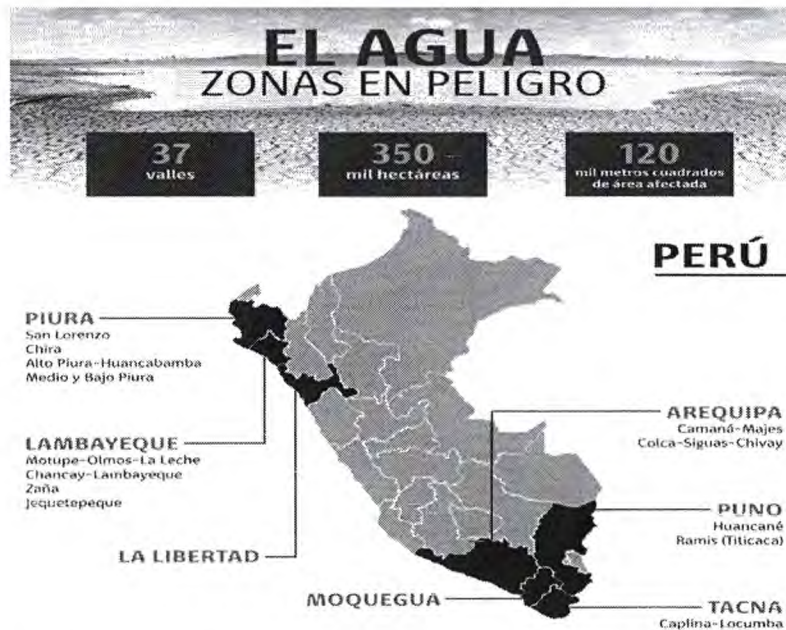 EL AGUA
ZONAS EN PELIGRO
37
valles
350
mil hectáreas
120
mil metros cuadrados
de área afectada
PERÚ
PIURA
San Lorenzo
Chira
Alto Piura-Huancabamba
Medio y Bajo Piura
LAMBAYEQUE
Motupe-Olmos-La Leche
Chancay-Lambayeque
Zaña
Jequetepeque
LA LIBERTAD
AREQUIPA
Camaná-Majes
Colca-Siguas-Chivay
PUNO
Huancané
Ramis (Titicaca)
MOQUEGUA
TACNA
Caplina-Locumba